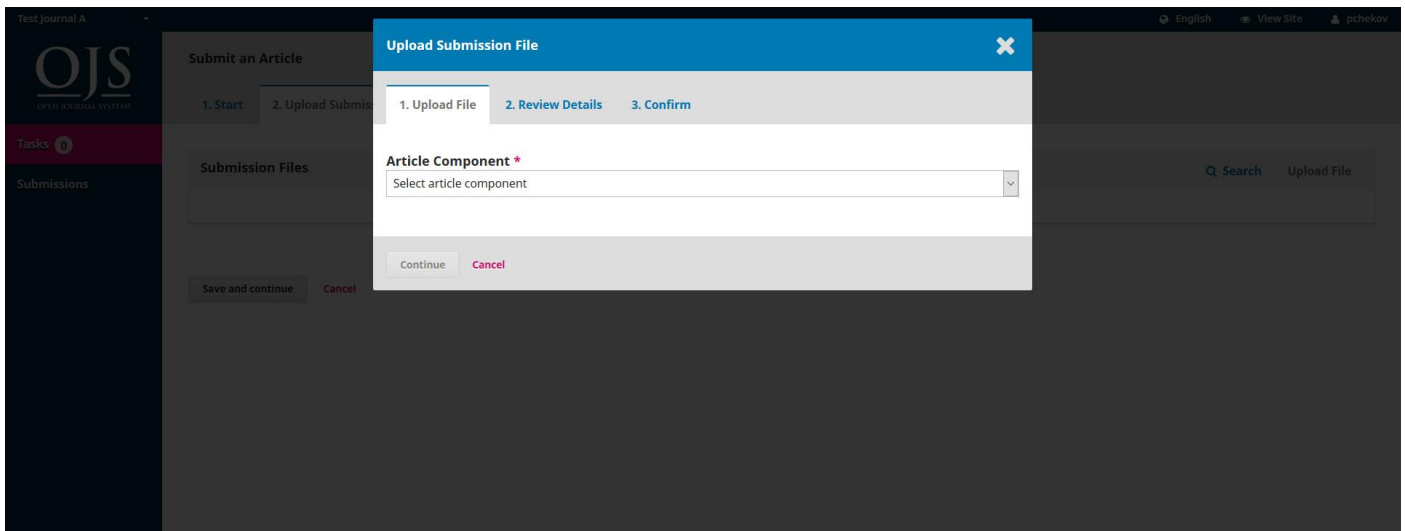 Test Journal A
English View Site pchekov
OJS
OPEN JOURNAL SYSTEMS
Tasks 0
Submissions
Submit an Article
1. Start 2. Upload Submis
Submission Files
Search Upload File
Save and continue Cancel
Upload Submission File
1. Upload File 2. Review Details 3. Confirm
Article Component *
Select article component
Continue Cancel